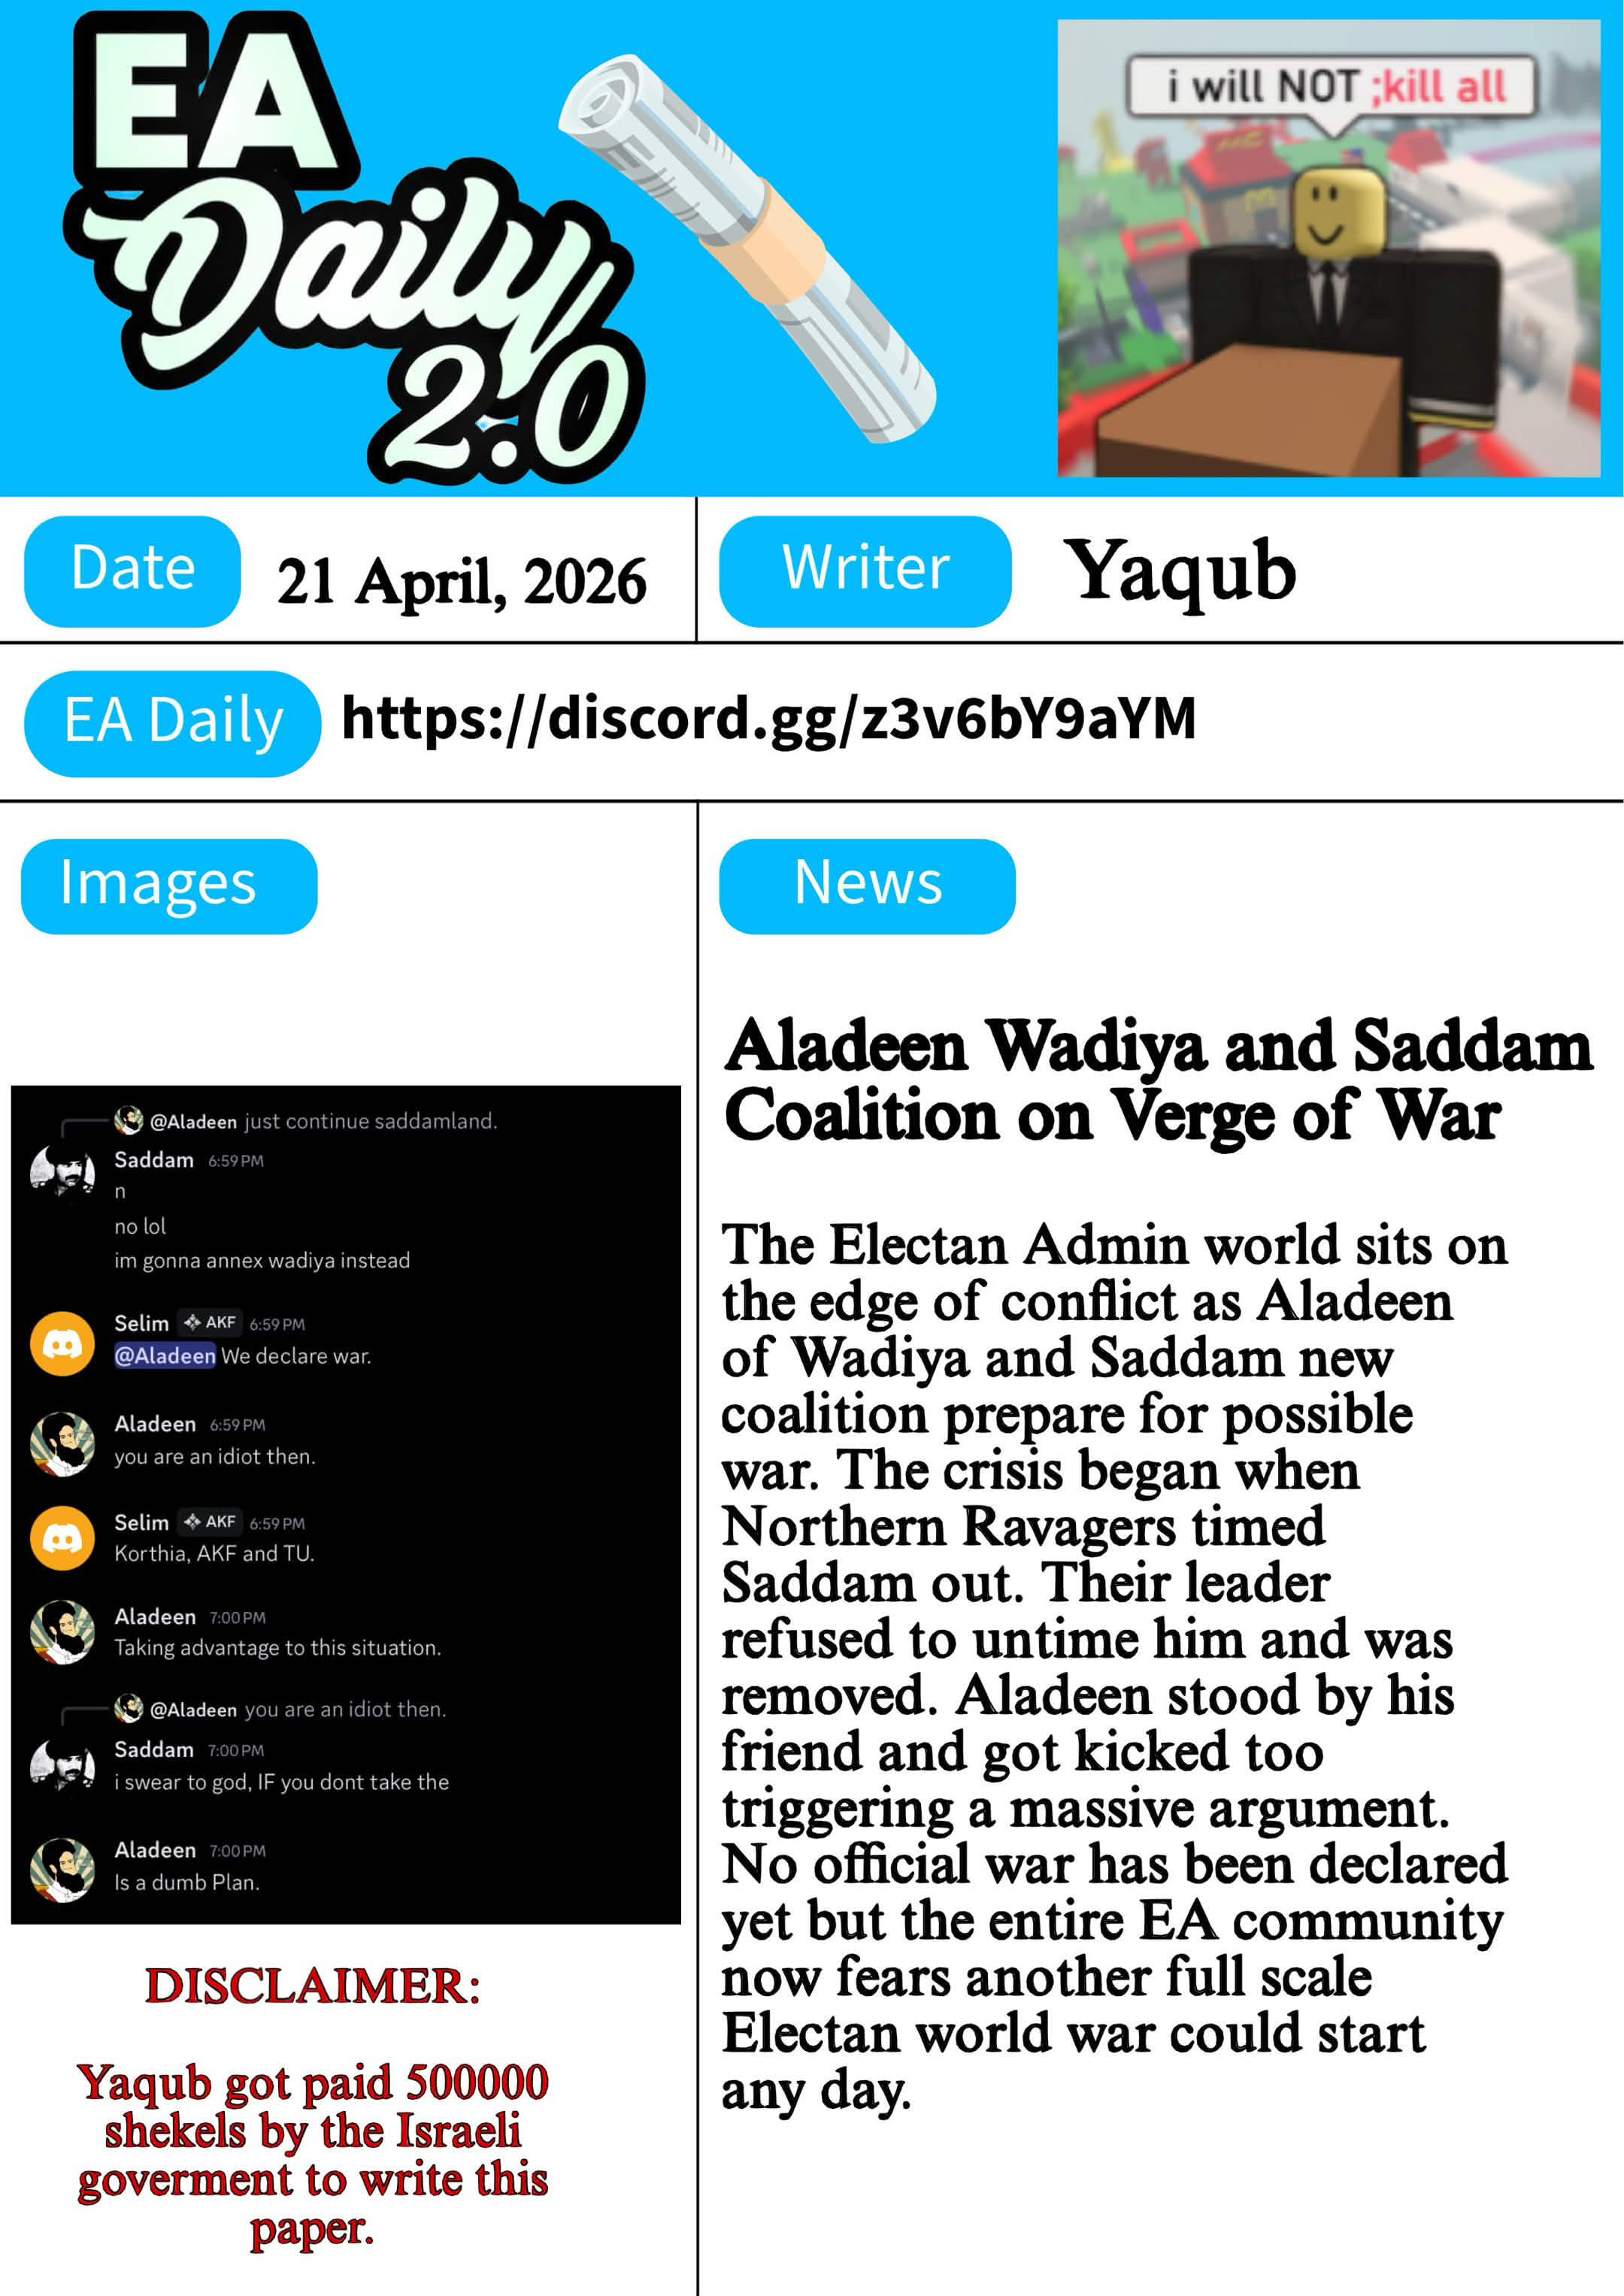 EA
Daily
2.0
i will NOT ;kill all
Date
21 April, 2026
Writer
Yaqub
EA Daily
https://discord.gg/z3v6bY9aYM
Images
@Aladeen just continue saddamland.
Saddam 6:59 PM
n
no lol
im gonna annex wadiya instead
Selim AKF 6:59 PM
@Aladeen We declare war.
Aladeen 6:59 PM
you are an idiot then.
Selim AKF 6:59 PM
Korthia, AKF and TU.
Aladeen 7:00 PM
Taking advantage to this situation.
@Aladeen you are an idiot then.
Saddam 7:00 PM
i swear to god, IF you dont take the
Aladeen 7:00 PM
Is a dumb Plan.
DISCLAIMER:
Yaqub got paid 500000
shekels by the Israeli
goverment to write this
paper.
News
Aladeen Wadiya and Saddam
Coalition on Verge of War
The Electan Admin world sits on
the edge of conflict as Aladeen
of Wadiya and Saddam new
coalition prepare for possible
war. The crisis began when
Northern Ravagers timed
Saddam out. Their leader
refused to untime him and was
removed. Aladeen stood by his
friend and got kicked too
triggering a massive argument.
No official war has been declared
yet but the entire EA community
now fears another full scale
Electan world war could start
any day.